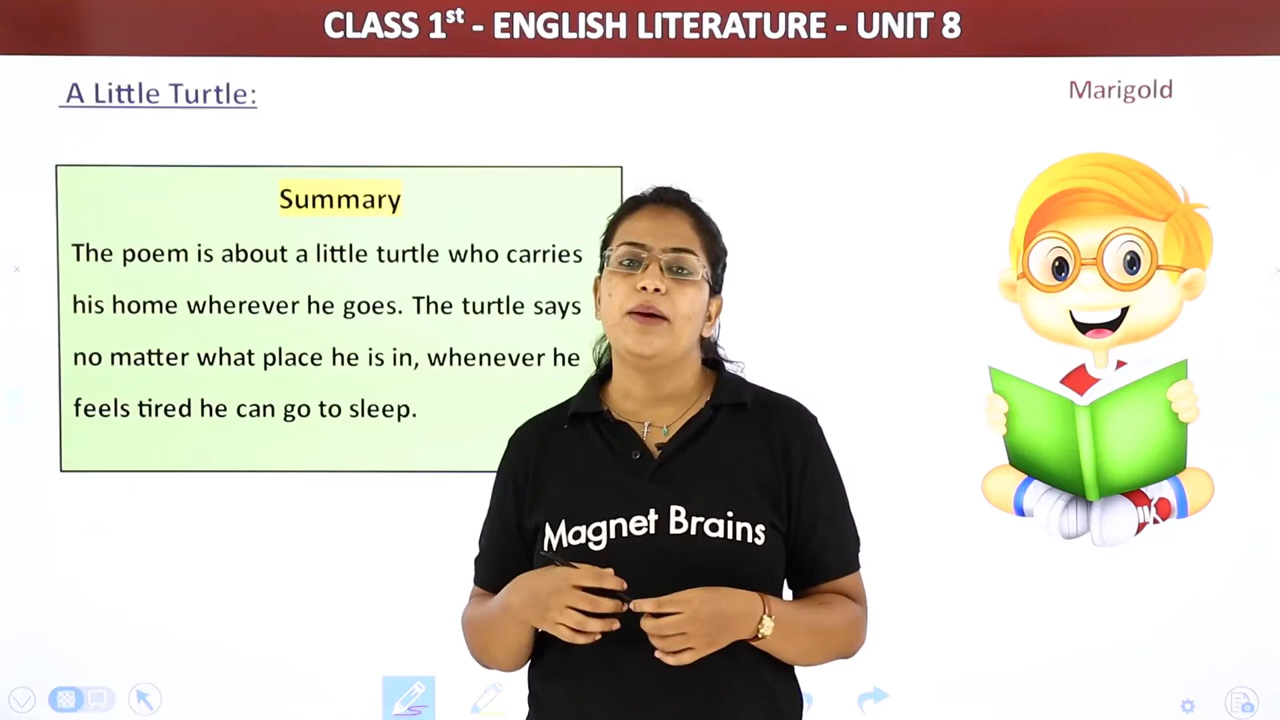 CLASS 1st - ENGLISH LITERATURE - UNIT 8
A Little Turtle:
Marigold
Summary
The poem is about a little turtle who carries
his home wherever he goes. The turtle says
no matter what place he is in, whenever he
feels tired he can go to sleep.
Magnet Brains